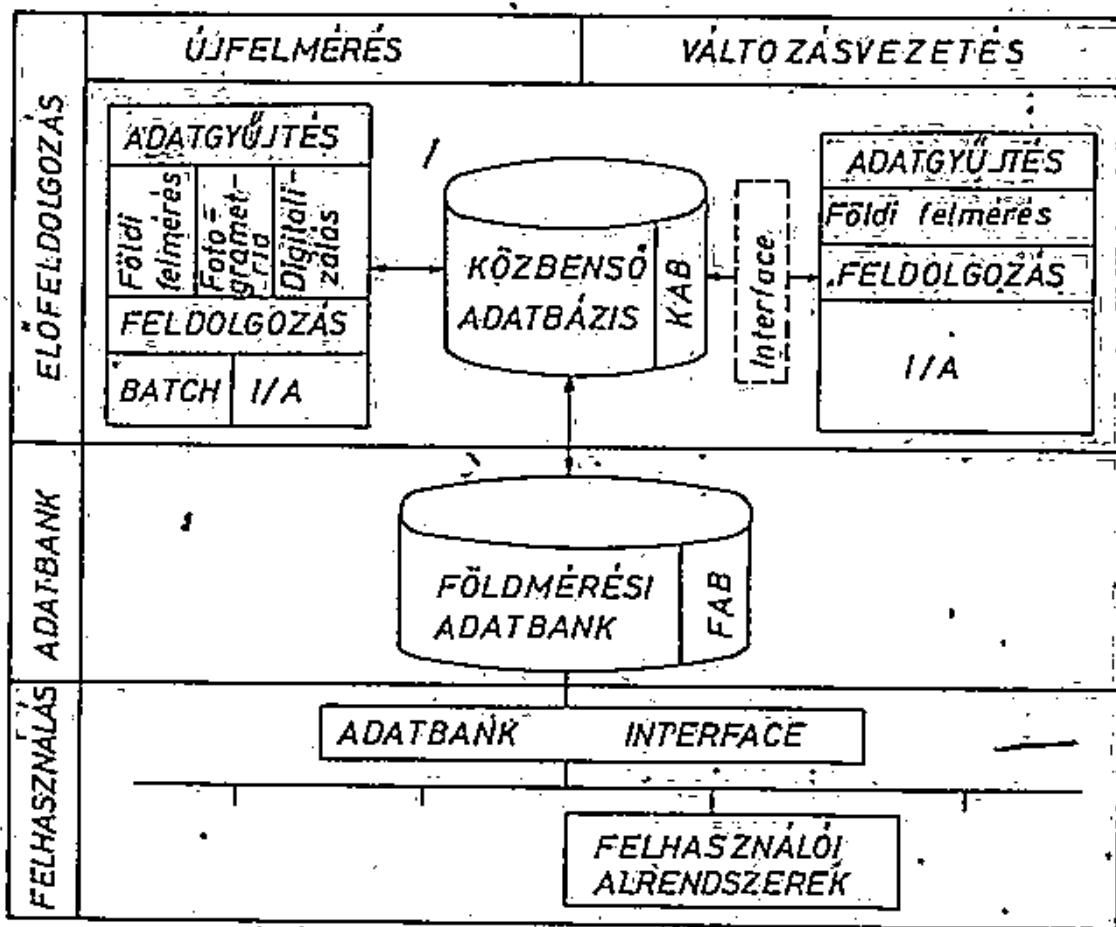 ÚJFELMÉRÉS
VÁLTOZÁSVEZETÉS
ELŐFELDOLGOZÁS
ADATGYŰJTÉS
Földi
felmérés
Foto=
gramet-
ria
Digitali-
zálás
FELDOLGOZÁS
BATCH
I/A
KÖZBENSŐ
ADATBÁZIS
KAB
Interface
ADATGYŰJTÉS
Földi felmérés
FELDOLGOZÁS
I/A
ADATBANK
FÖLDMÉRÉSI
ADATBANK
FAB
FELHASZNÁLÁS
ADATBANK INTERFACE
FELHASZNÁLÓI
ALRENDSZEREK